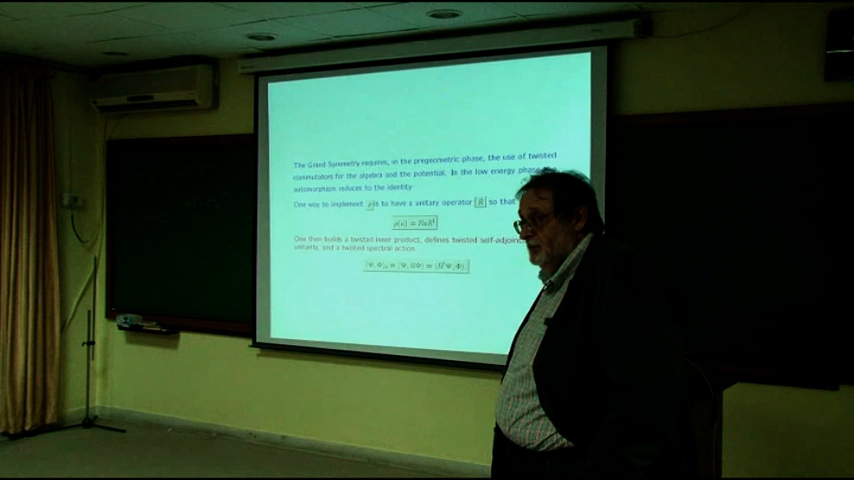 The Grand Symmetry requires, in the pregeometric phase, the use of twisted
commutators for the algebra and the potential. In the low energy phase
automorphism reduces to the identity
One way to implement ρ is to have a unitary operator R so that
ρ(a) = RaR†
One then builds a twisted inner product, defines twisted self-adjoin
unitarity, and a twisted spectral action.
⟨Ψ, Φ⟩ρ = ⟨Ψ, RΦ⟩ = ⟨R†Ψ, Φ⟩.